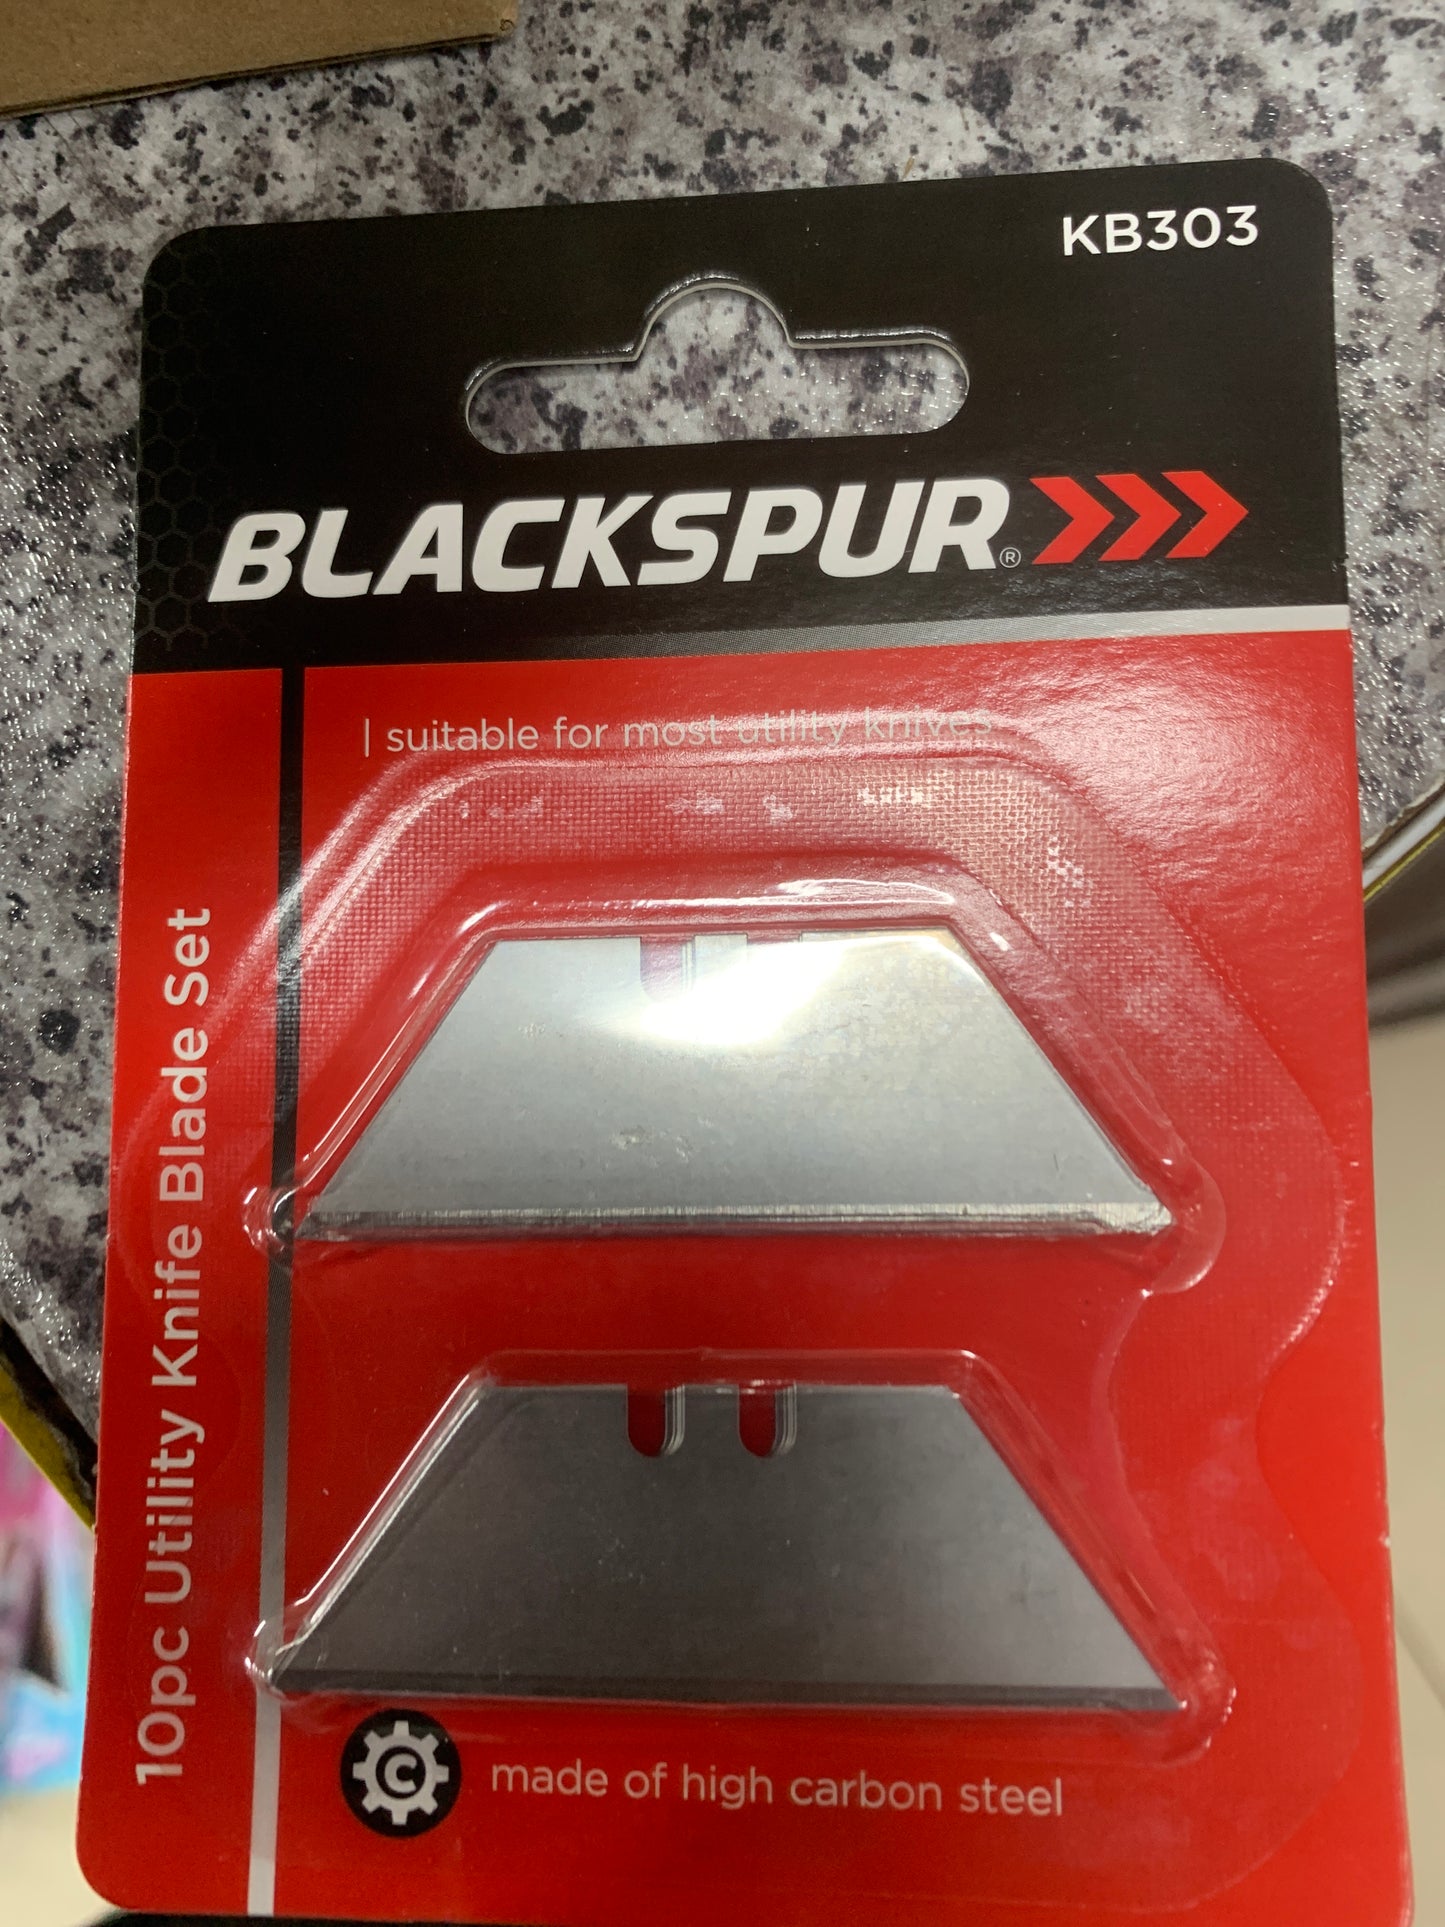 KB303
BLACKSPUR®
| suitable for most utility knives
10pc Utility Knife Blade Set
C
made of high carbon steel